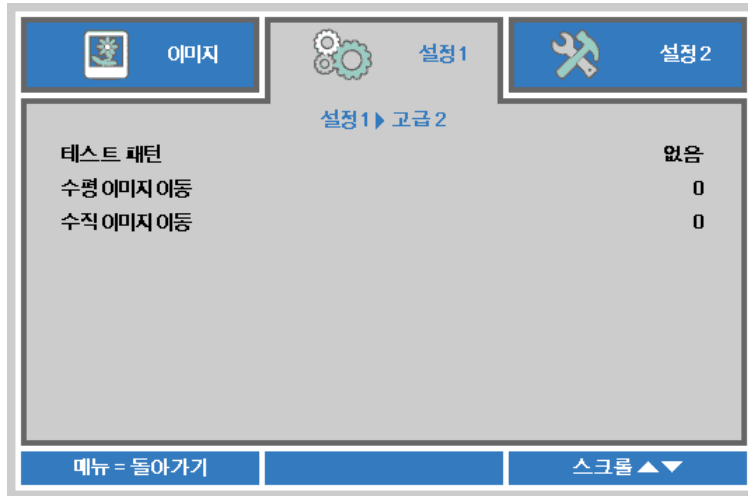 이미지
설정1
설정2
설정1▶고급2
테스트 패턴 없음
수평 이미지 이동 0
수직 이미지 이동 0
메뉴 = 돌아가기
스크롤▲▼